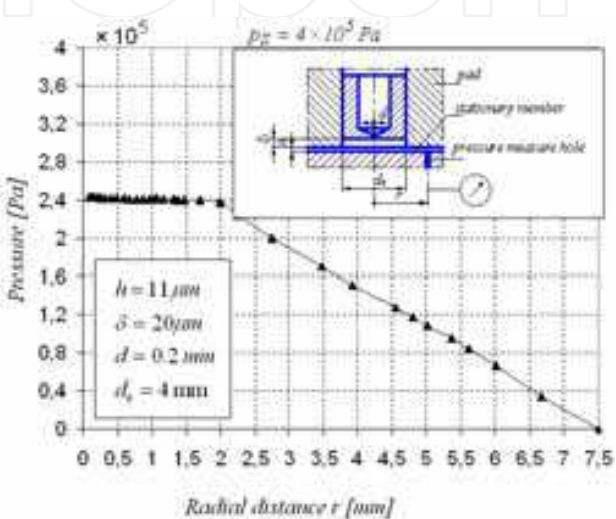 × 10⁵
4
3.6
3.2
2.8
2.4
2
1.6
1.2
0.8
0.4
0
Pressure [Pa]
= 4 × 10⁵ Pa
pad
stationary member
pressure measure hole
r
h = 11 μm
δ = 20μm
d = 0.2 mm
= 4 mm
0 0,5 1 1,5 2 2,5 3 3,5 4 4,5 5 5,5 6 6,5 7 7,5
Radial distance r [mm]